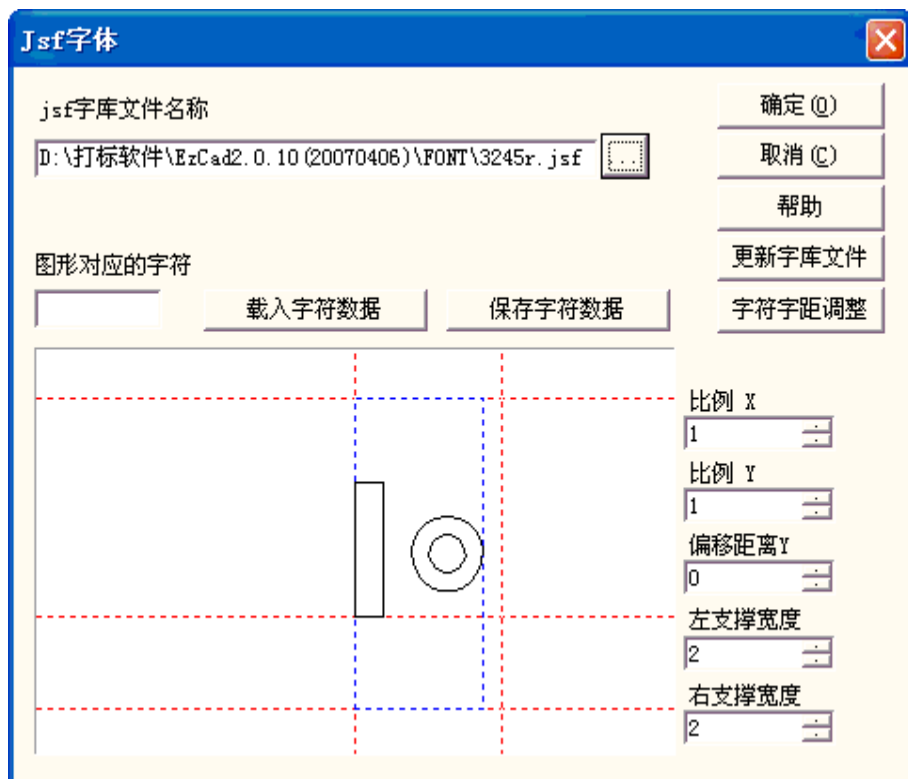 Jsf字体
jsf字库文件名称
确定(O)
D:\打标软件\EzCad2.0.10(20070406)\FONT\3245r.jsf
...
取消(C)
帮助
图形对应的字符
更新字库文件
载入字符数据
保存字符数据
字符字距调整
比例 X
1
比例 Y
1
偏移距离Y
0
左支撑宽度
2
右支撑宽度
2